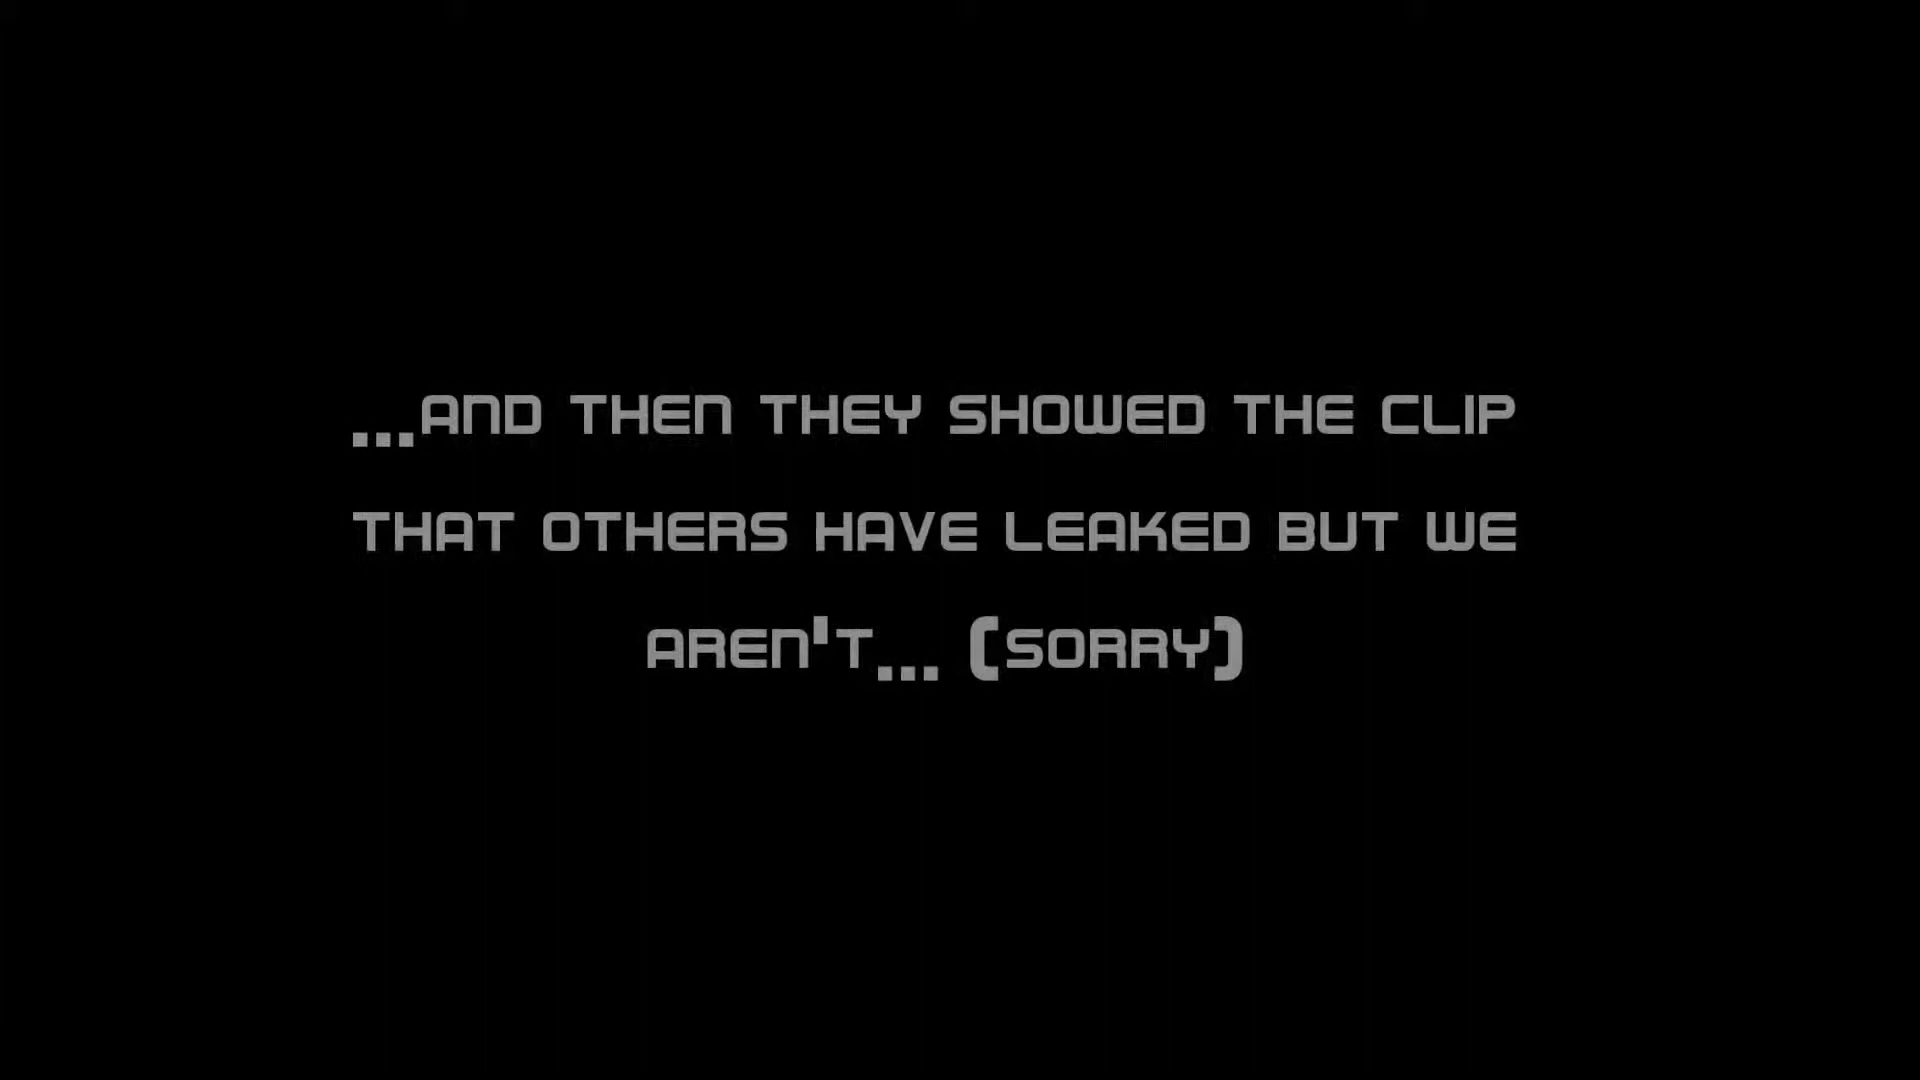 ...AND THEN THEY SHOWED THE CLIP
THAT OTHERS HAVE LEAKED BUT WE
AREN'T... (SORRY)